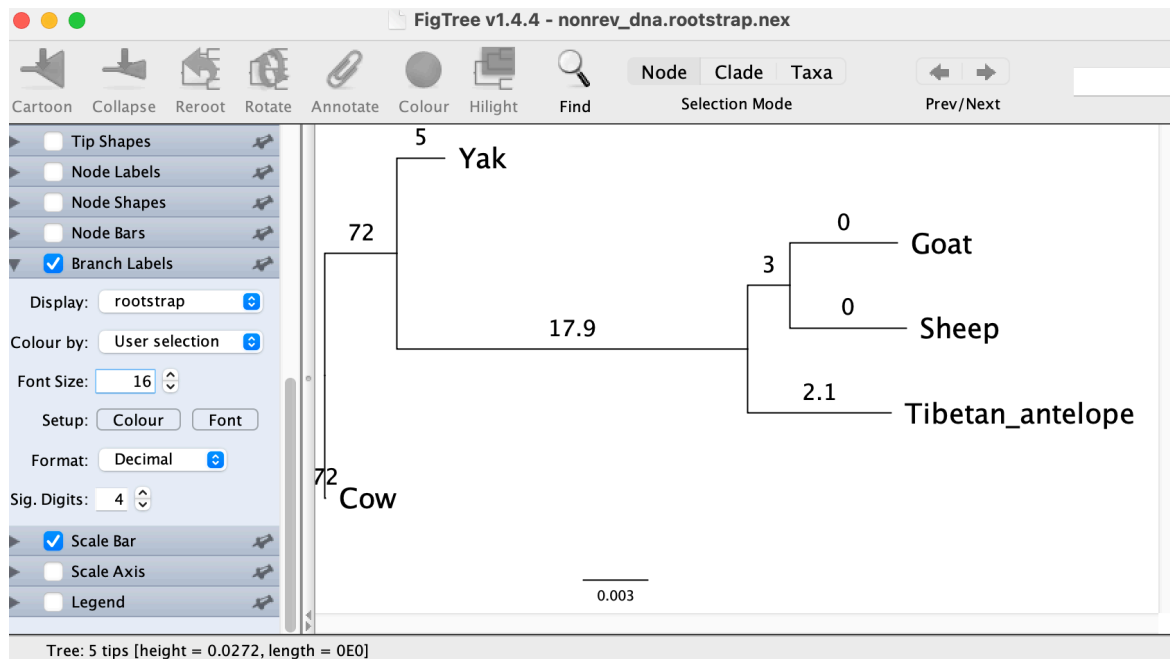 FigTree v1.4.4 - nonrev_dna.rootstrap.nex
Node Clade Taxa
Cartoon Collapse Reroot Rotate Annotate Colour Hilight Find Selection Mode Prev/Next
Tip Shapes
Node Labels
Node Shapes
Node Bars
Branch Labels
Display: rootstrap
Colour by: User selection
Font Size: 16
Setup: Colour Font
Format: Decimal
Sig. Digits: 4
Scale Bar
Scale Axis
Legend
5
Yak
72
0
Goat
3
0
Sheep
17.9
2.1
Tibetan_antelope
72
Cow
0.003
Tree: 5 tips [height = 0.0272, length = 0E0]